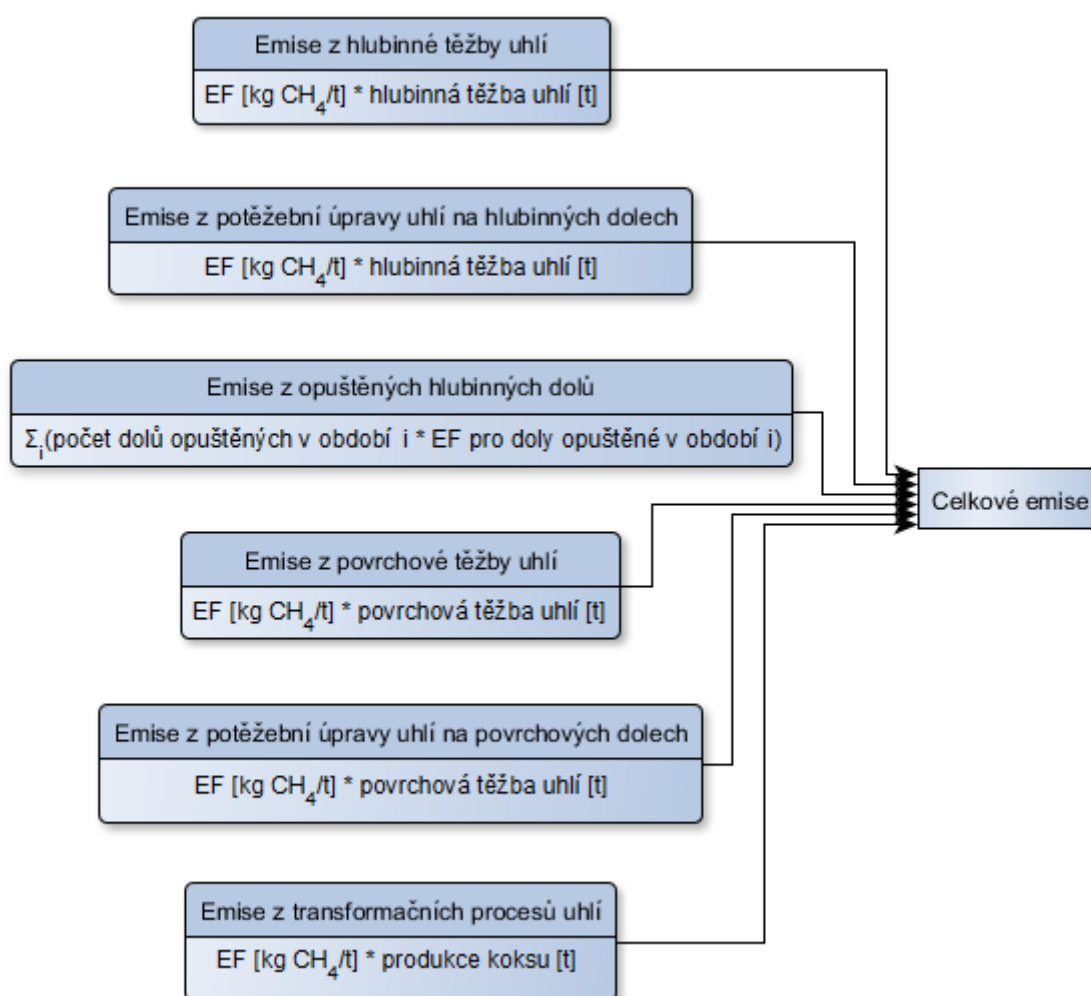 Emise z hlubinné těžby uhlí
EF [kg CH₄/t] * hlubinná těžba uhlí [t]
Emise z potěžební úpravy uhlí na hlubinných dolech
EF [kg CH₄/t] * hlubinná těžba uhlí [t]
Emise z opuštěných hlubinných dolů
Σᵢ(počet dolů opuštěných v období i * EF pro doly opuštěné v období i)
Celkové emise
Emise z povrchové těžby uhlí
EF [kg CH₄/t] * povrchová těžba uhlí [t]
Emise z potěžební úpravy uhlí na povrchových dolech
EF [kg CH₄/t] * povrchová těžba uhlí [t]
Emise z transformačních procesů uhlí
EF [kg CH₄/t] * produkce koksu [t]